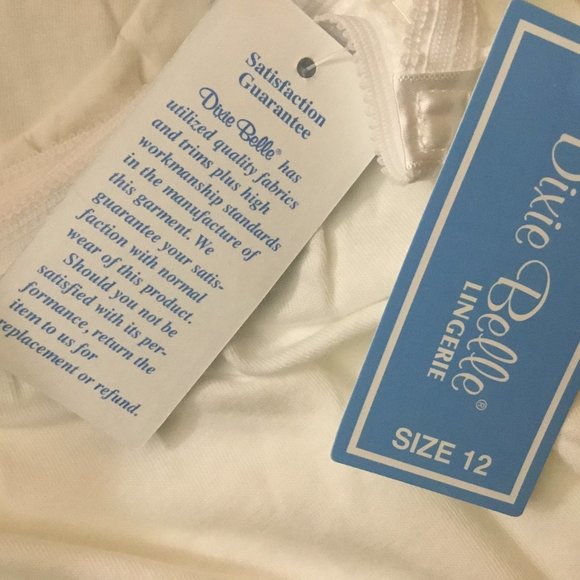 Satisfaction
Guarantee
Dixie Belle® has
utilized quality fabrics
and trims plus high
workmanship standards
in the manufacture of
this garment. We
guarantee your satis-
faction with normal
wear of this product.
Should you not be
satisfied with its per-
formance, return the
item to us for
replacement or refund.
Dixie Belle®
LINGERIE
SIZE 12